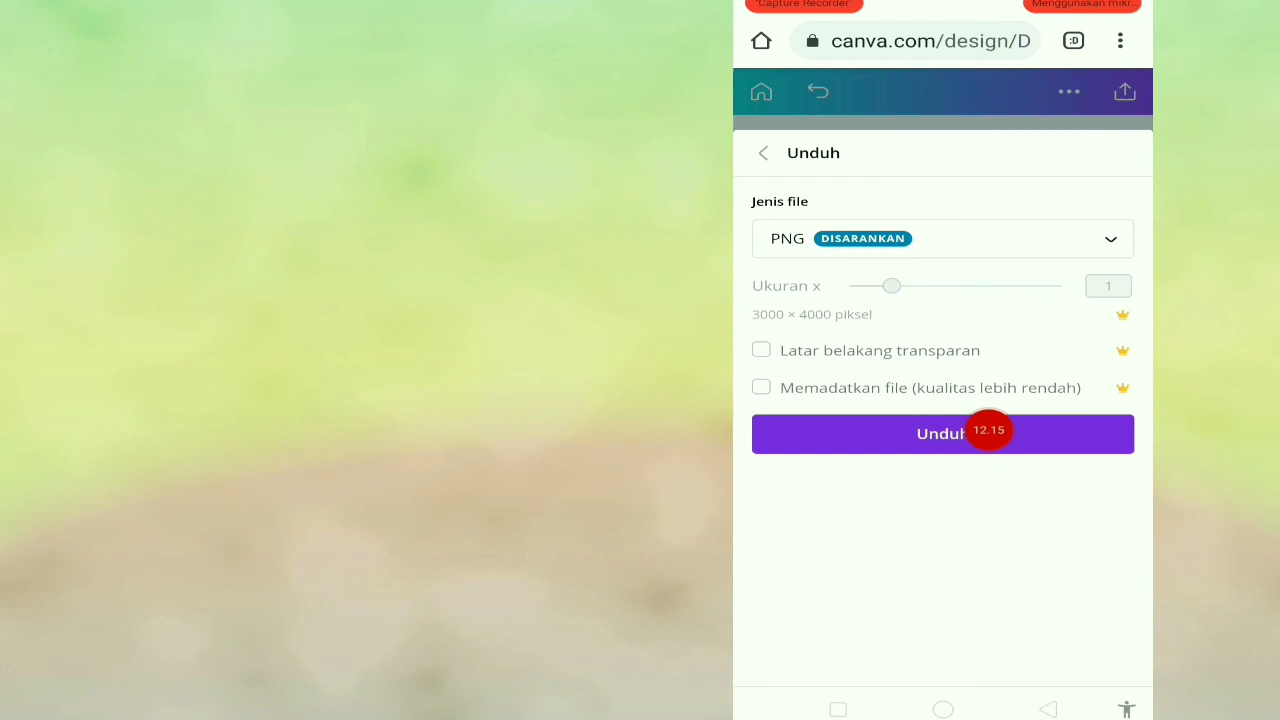 "Capture Recorder"
Menggunakan mikr...
canva.com/design/D
:D
Unduh
Jenis file
PNG DISARANKAN
Ukuran x
1
3000 × 4000 piksel
Latar belakang transparan
Memadatkan file (kualitas lebih rendah)
Unduh
12.15